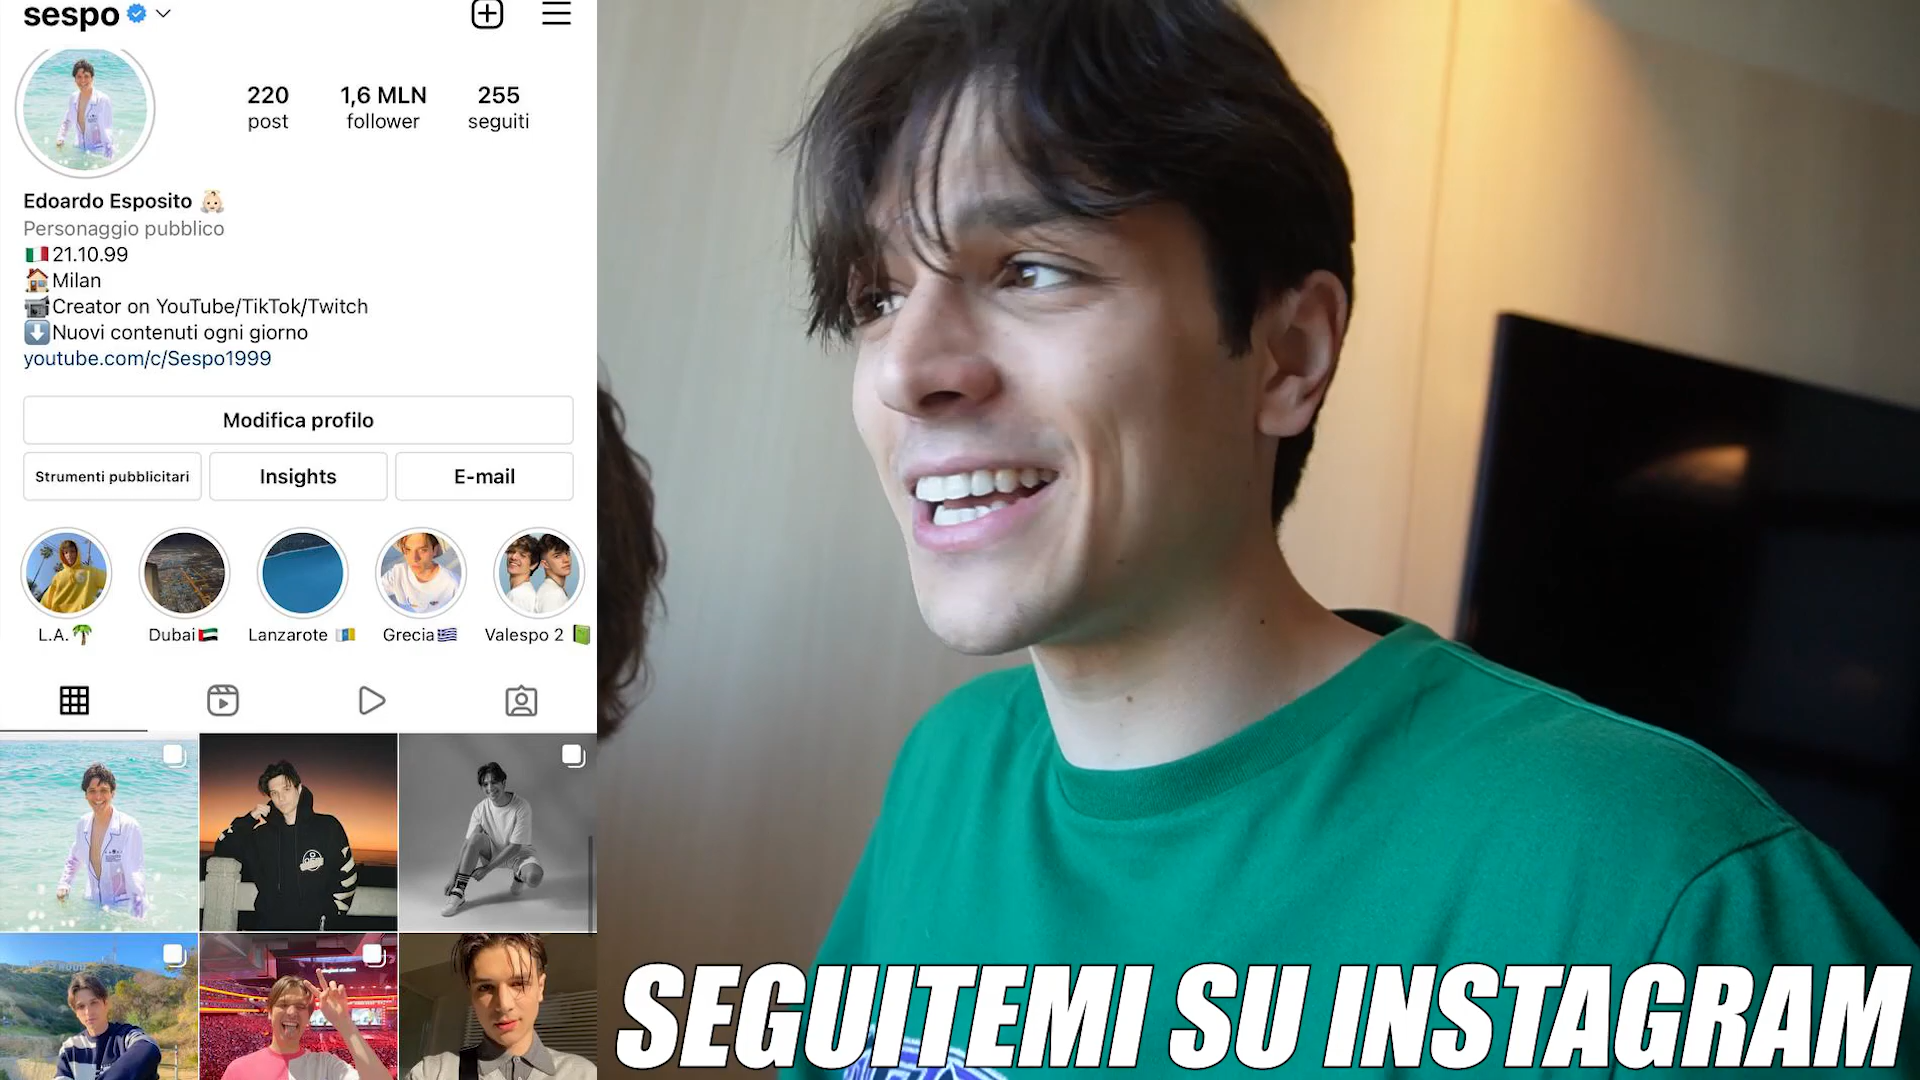 sespo
220
post
1,6 MLN
follower
255
seguiti
Edoardo Esposito
Personaggio pubblico
21.10.99
Milan
Creator on YouTube/TikTok/Twitch
Nuovi contenuti ogni giorno
youtube.com/c/Sespo1999
Modifica profilo
Strumenti pubblicitari
Insights
E-mail
L.A.
Dubai
Lanzarote
Grecia
Valespo 2
SEGUITEMI SU INSTAGRAM